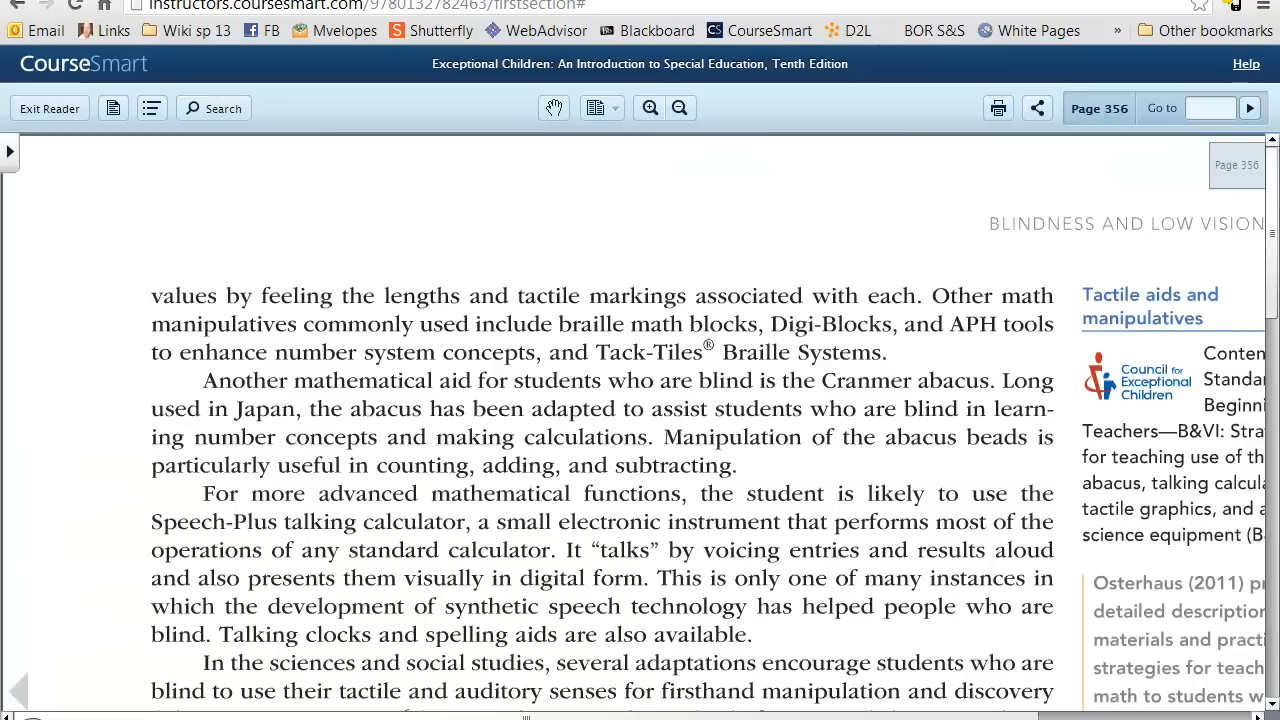 instructors.coursesmart.com/9780132782463/firstsection#
Email Links Wiki sp 13 FB Mvelopes Shutterfly WebAdvisor Blackboard CourseSmart D2L BOR S&S White Pages » Other bookmarks
CourseSmart Exceptional Children: An Introduction to Special Education, Tenth Edition Help
Exit Reader Search Page 356 Go to
Page 356
BLINDNESS AND LOW VISION
values by feeling the lengths and tactile markings associated with each. Other math
manipulatives commonly used include braille math blocks, Digi-Blocks, and APH tools
to enhance number system concepts, and Tack-Tiles® Braille Systems.
Another mathematical aid for students who are blind is the Cranmer abacus. Long
used in Japan, the abacus has been adapted to assist students who are blind in learn-
ing number concepts and making calculations. Manipulation of the abacus beads is
particularly useful in counting, adding, and subtracting.
For more advanced mathematical functions, the student is likely to use the
Speech-Plus talking calculator, a small electronic instrument that performs most of the
operations of any standard calculator. It “talks” by voicing entries and results aloud
and also presents them visually in digital form. This is only one of many instances in
which the development of synthetic speech technology has helped people who are
blind. Talking clocks and spelling aids are also available.
In the sciences and social studies, several adaptations encourage students who are
blind to use their tactile and auditory senses for firsthand manipulation and discovery
Tactile aids and
manipulatives
Council for
Exceptional
Children
Conten
Standa
Beginni
Teachers—B&VI: Stra
for teaching use of th
abacus, talking calcula
tactile graphics, and a
science equipment (B
Osterhaus (2011) pr
detailed description
materials and practi
strategies for teach
math to students w